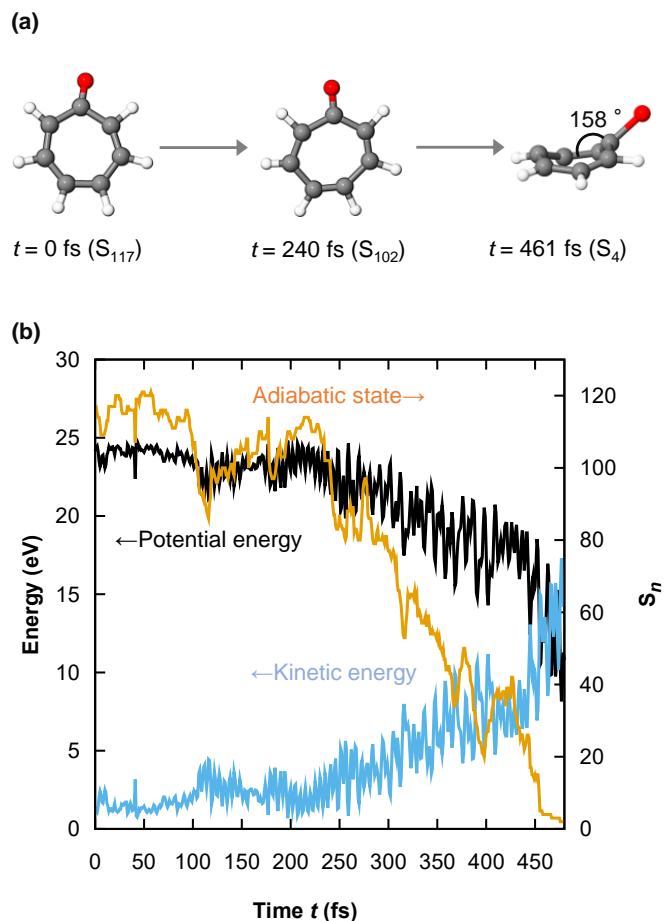 (a)
158 °
t = 0 fs (S117)
t = 240 fs (S102)
t = 461 fs (S4)
(b)
30
25
20
15
10
5
0
Energy (eV)
Adiabatic state→
←Potential energy
←Kinetic energy
120
100
80
60
40
20
0
Sn
0 50 100 150 200 250 300 350 400 450
Time t (fs)